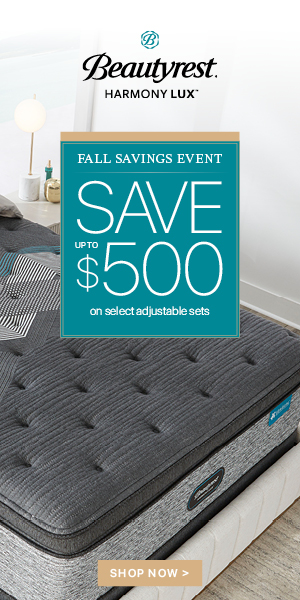 Beautyrest.
HARMONY LUX™
FALL SAVINGS EVENT
SAVE
UP TO
$500
on select adjustable sets
SHOP NOW >